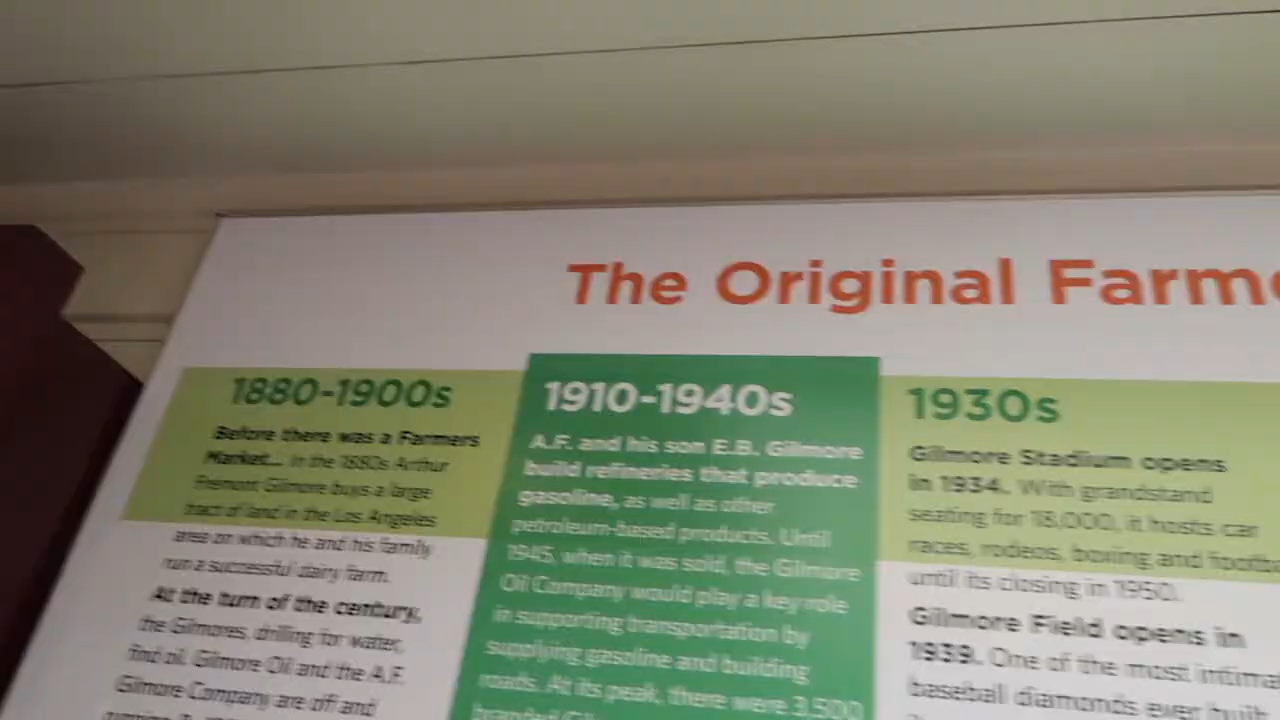 The Original Farme
1880-1900s
Before there was a Farmers
Market... In the 1880s Arthur
Fremont Gilmore buys a large
tract of land in the Los Angeles
area on which he and his family
run a successful dairy farm.
At the turn of the century,
the Gilmores, drilling for water,
find oil. Gilmore Oil and the A.F.
Gilmore Company are off and
1910-1940s
A.F. and his son E.B. Gilmore
build refineries that produce
gasoline, as well as other
petroleum-based products. Until
1945, when it was sold, the Gilmore
Oil Company would play a key role
in supporting transportation by
supplying gasoline and building
roads. At its peak, there were 3,500
branded
1930s
Gilmore Stadium opens
in 1934. With grandstand
seating for 18,000, it hosts car
races, rodeos, boxing and footb
until its closing in 1950.
Gilmore Field opens in
1939. One of the most intima
baseball diamonds ever built,